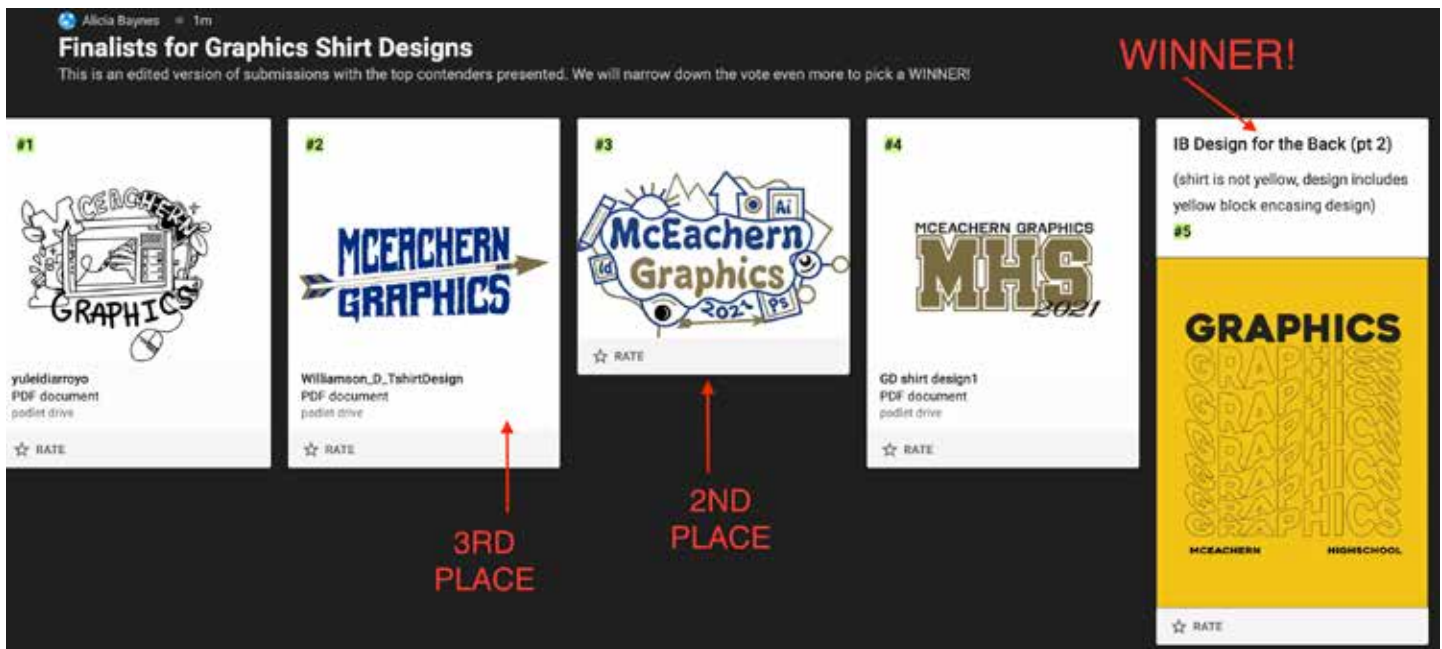 Alicia Baynes 1m
Finalists for Graphics Shirt Designs
This is an edited version of submissions with the top contenders presented. We will narrow down the vote even more to pick a WINNER!
WINNER!
#1
MCEACHERN
GRAPHICS
yuleidiarroyo
PDF document
padlet drive
☆ RATE
#2
MCEACHERN
GRAPHICS
Williamson_D_TshirtDesign
PDF document
padlet drive
☆ RATE
3RD
PLACE
#3
Ai
McEachern
Id
Graphics
2021
Ps
☆ RATE
2ND
PLACE
#4
MCEACHERN GRAPHICS
MHS
2021
GD shirt design1
PDF document
padlet drive
☆ RATE
IB Design for the Back (pt 2)
(shirt is not yellow, design includes
yellow block encasing design)
#5
GRAPHICS
GRAPHICS
GRAPHICS
GRAPHICS
GRAPHICS
GRAPHICS
GRAPHICS
GRAPHICS
MCEACHERN HIGHSCHOOL
☆ RATE